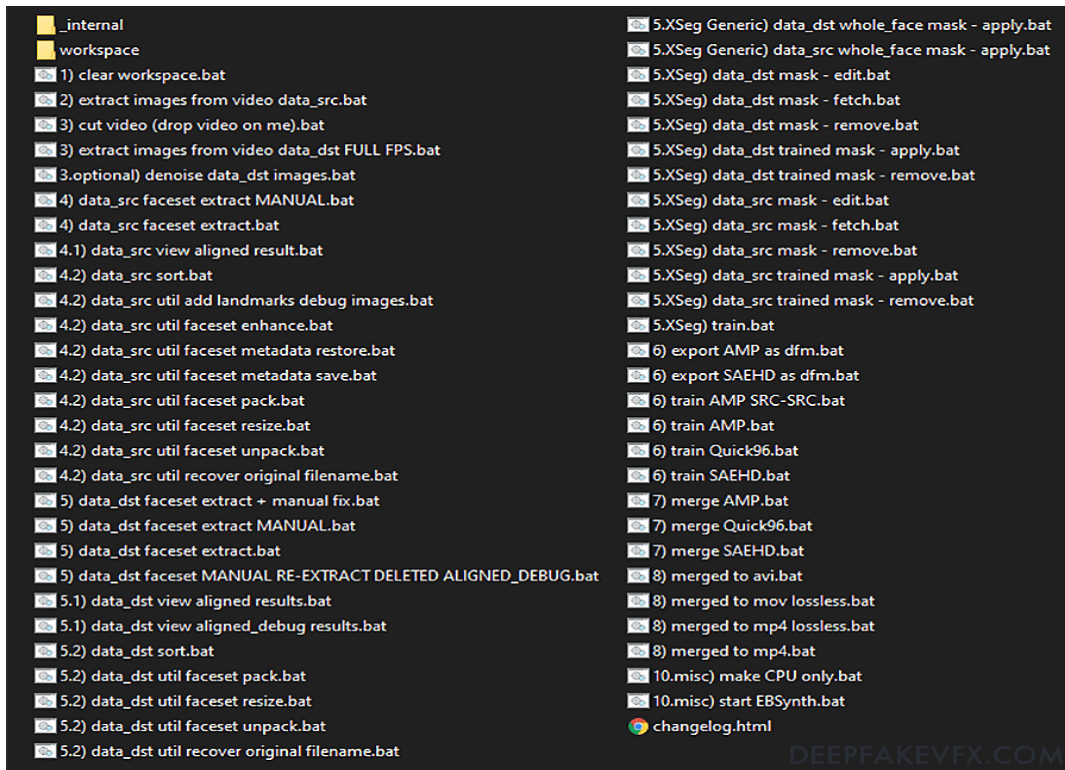 _internal
workspace
1) clear workspace.bat
2) extract images from video data_src.bat
3) cut video (drop video on me).bat
3) extract images from video data_dst FULL FPS.bat
3.optional) denoise data_dst images.bat
4) data_src faceset extract MANUAL.bat
4) data_src faceset extract.bat
4.1) data_src view aligned result.bat
4.2) data_src sort.bat
4.2) data_src util add landmarks debug images.bat
4.2) data_src util faceset enhance.bat
4.2) data_src util faceset metadata restore.bat
4.2) data_src util faceset metadata save.bat
4.2) data_src util faceset pack.bat
4.2) data_src util faceset resize.bat
4.2) data_src util faceset unpack.bat
4.2) data_src util recover original filename.bat
5) data_dst faceset extract + manual fix.bat
5) data_dst faceset extract MANUAL.bat
5) data_dst faceset extract.bat
5) data_dst faceset MANUAL RE-EXTRACT DELETED ALIGNED_DEBUG.bat
5.1) data_dst view aligned results.bat
5.1) data_dst view aligned_debug results.bat
5.2) data_dst sort.bat
5.2) data_dst util faceset pack.bat
5.2) data_dst util faceset resize.bat
5.2) data_dst util faceset unpack.bat
5.2) data_dst util recover original filename.bat
5.XSeg Generic) data_dst whole_face mask - apply.bat
5.XSeg Generic) data_src whole_face mask - apply.bat
5.XSeg) data_dst mask - edit.bat
5.XSeg) data_dst mask - fetch.bat
5.XSeg) data_dst mask - remove.bat
5.XSeg) data_dst trained mask - apply.bat
5.XSeg) data_dst trained mask - remove.bat
5.XSeg) data_src mask - edit.bat
5.XSeg) data_src mask - fetch.bat
5.XSeg) data_src mask - remove.bat
5.XSeg) data_src trained mask - apply.bat
5.XSeg) data_src trained mask - remove.bat
5.XSeg) train.bat
6) export AMP as dfm.bat
6) export SAEHD as dfm.bat
6) train AMP SRC-SRC.bat
6) train AMP.bat
6) train Quick96.bat
6) train SAEHD.bat
7) merge AMP.bat
7) merge Quick96.bat
7) merge SAEHD.bat
8) merged to avi.bat
8) merged to mov lossless.bat
8) merged to mp4 lossless.bat
8) merged to mp4.bat
10.misc) make CPU only.bat
10.misc) start EBSynth.bat
changelog.html
DEEPFAKEVFX.COM